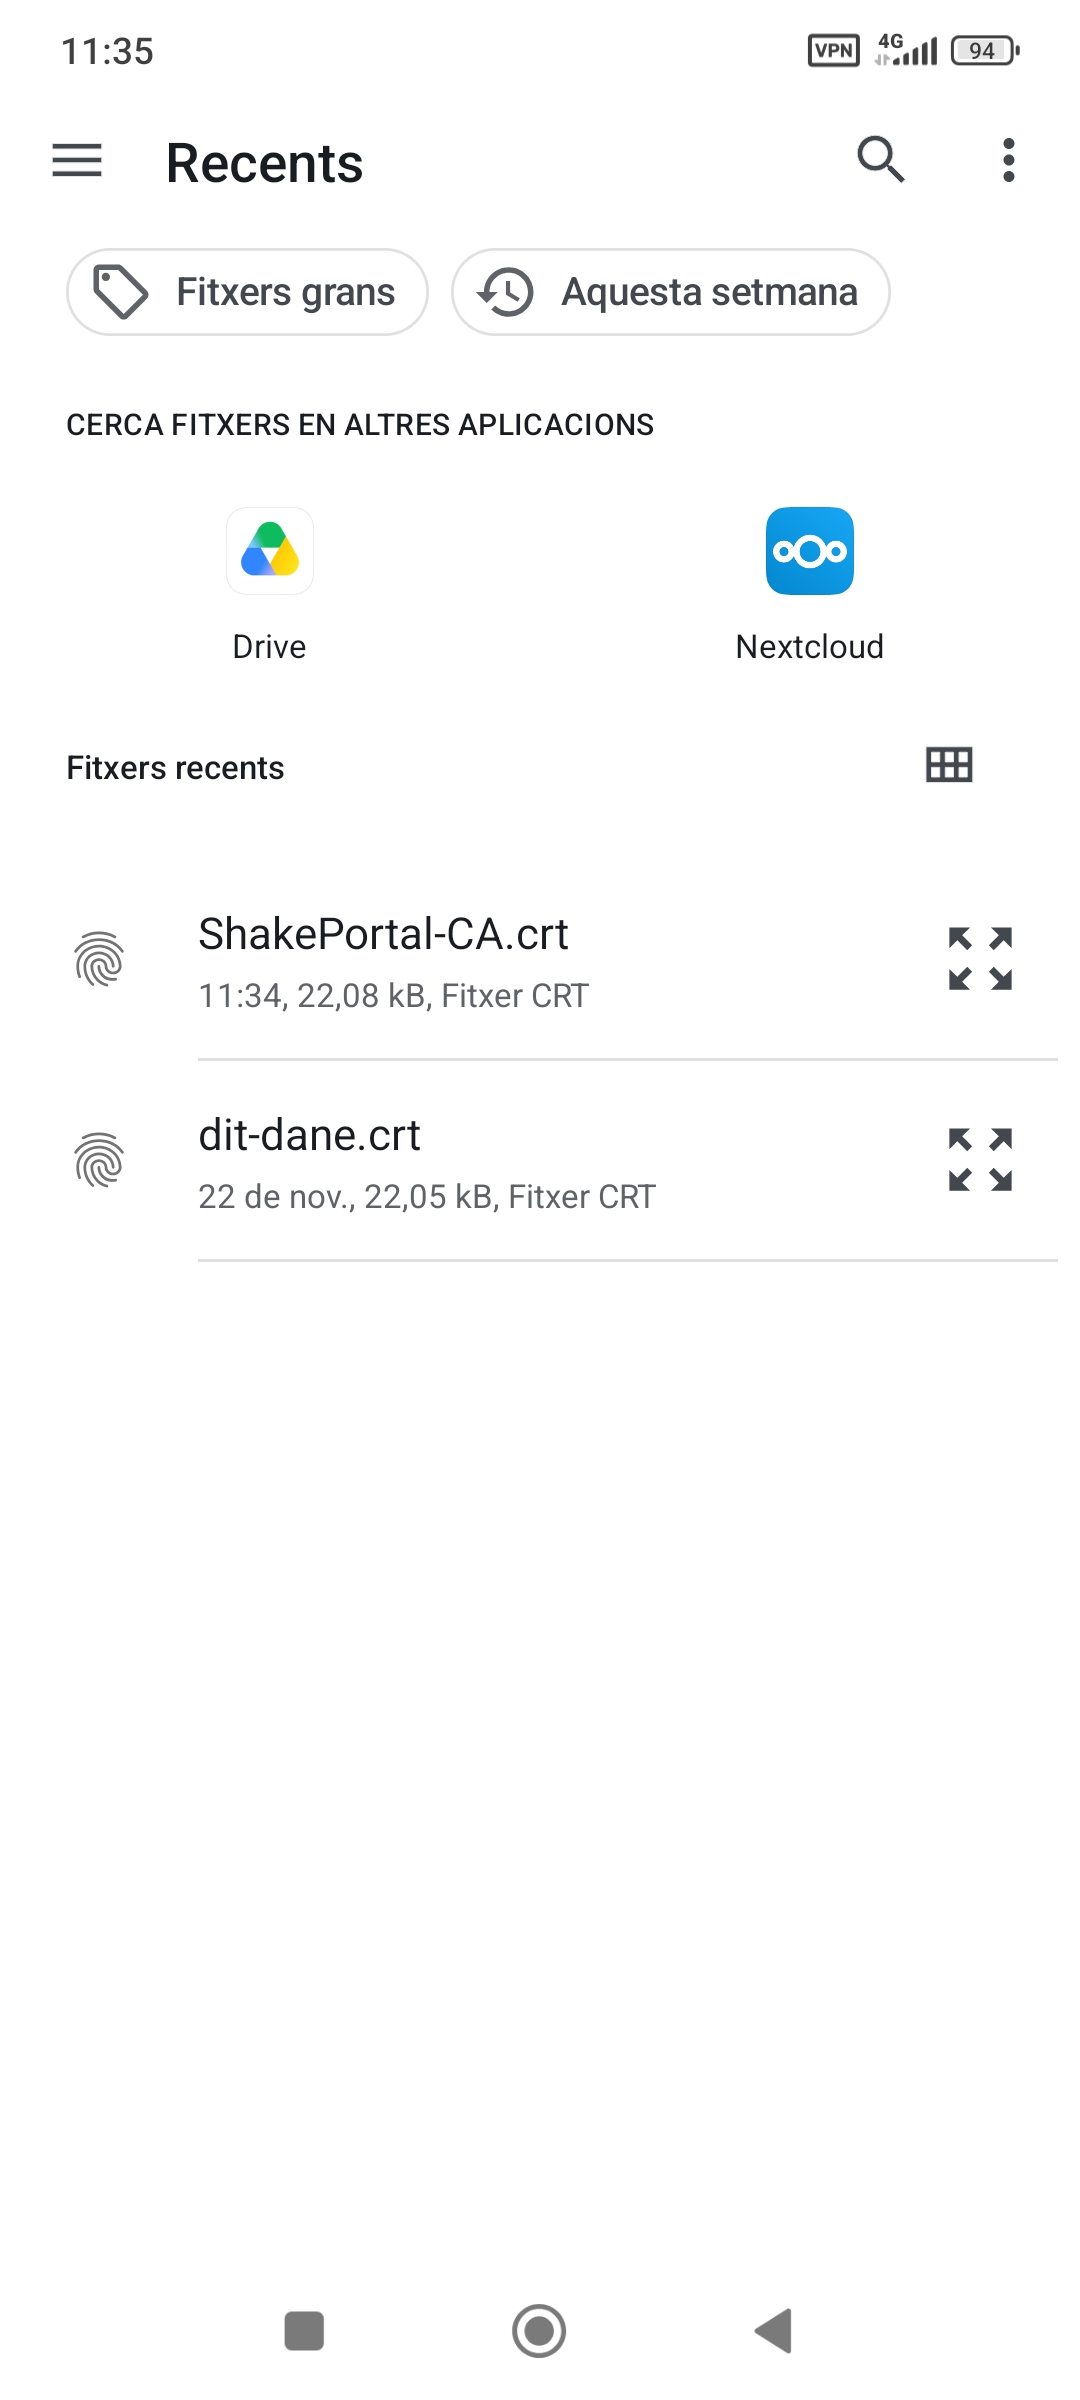 11:35
VPN 4G 94
Recents
Fitxers grans
Aquesta setmana
CERCA FITXERS EN ALTRES APLICACIONS
Drive
Nextcloud
Fitxers recents
ShakePortal-CA.crt
11:34, 22,08 kB, Fitxer CRT
dit-dane.crt
22 de nov., 22,05 kB, Fitxer CRT